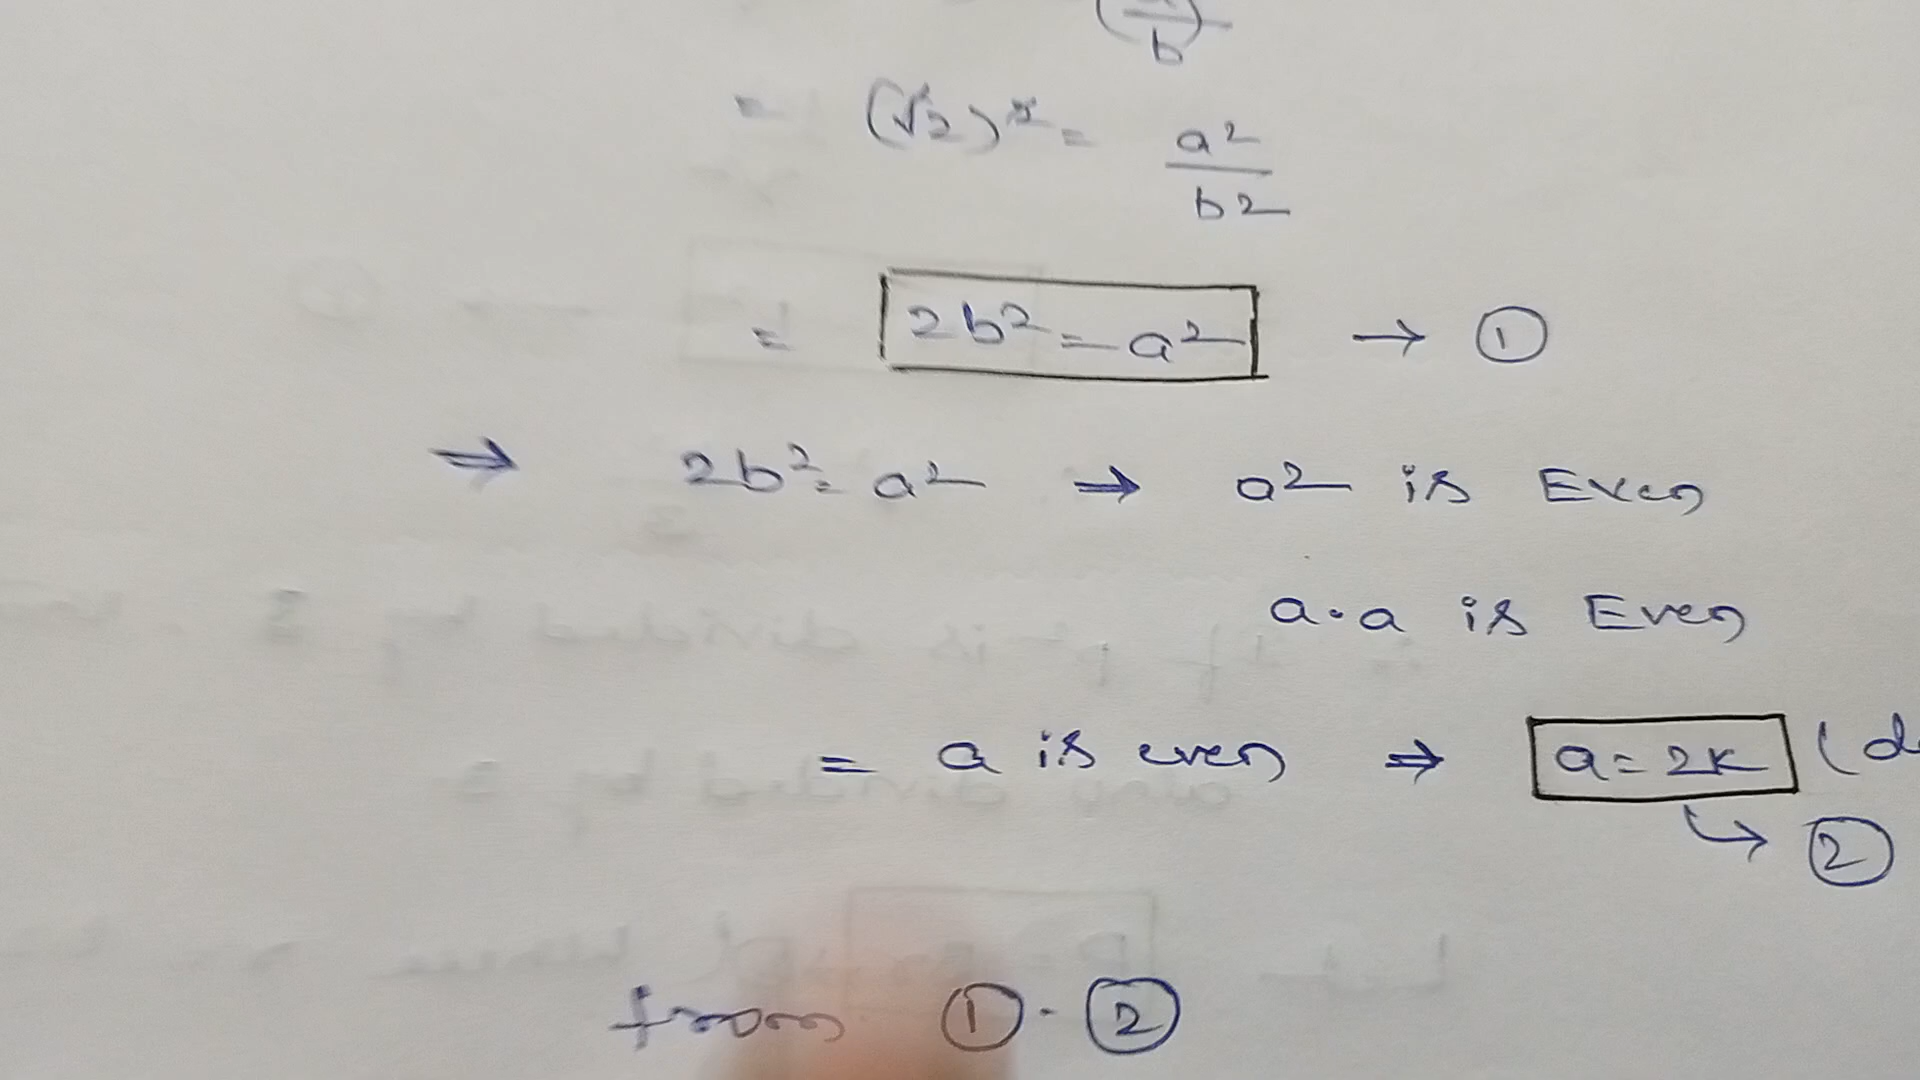 b
= (√2)² = a²/b²
= 2b² = a² → ①
⇒ 2b² = a² → a² is Even
a.a is Even
= a is even ⇒ a = 2K (d
↳ ②
from ① . ②